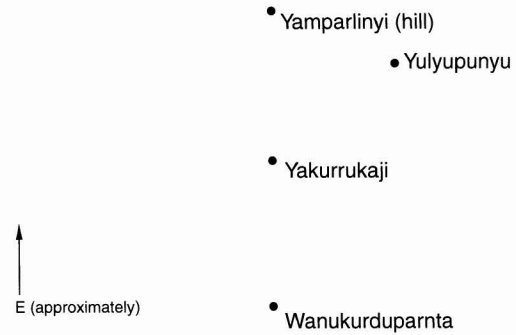 Yamparlinyi (hill)
Yulyupunyu
Yakurrukaji
E (approximately)
Wanukurduparnta